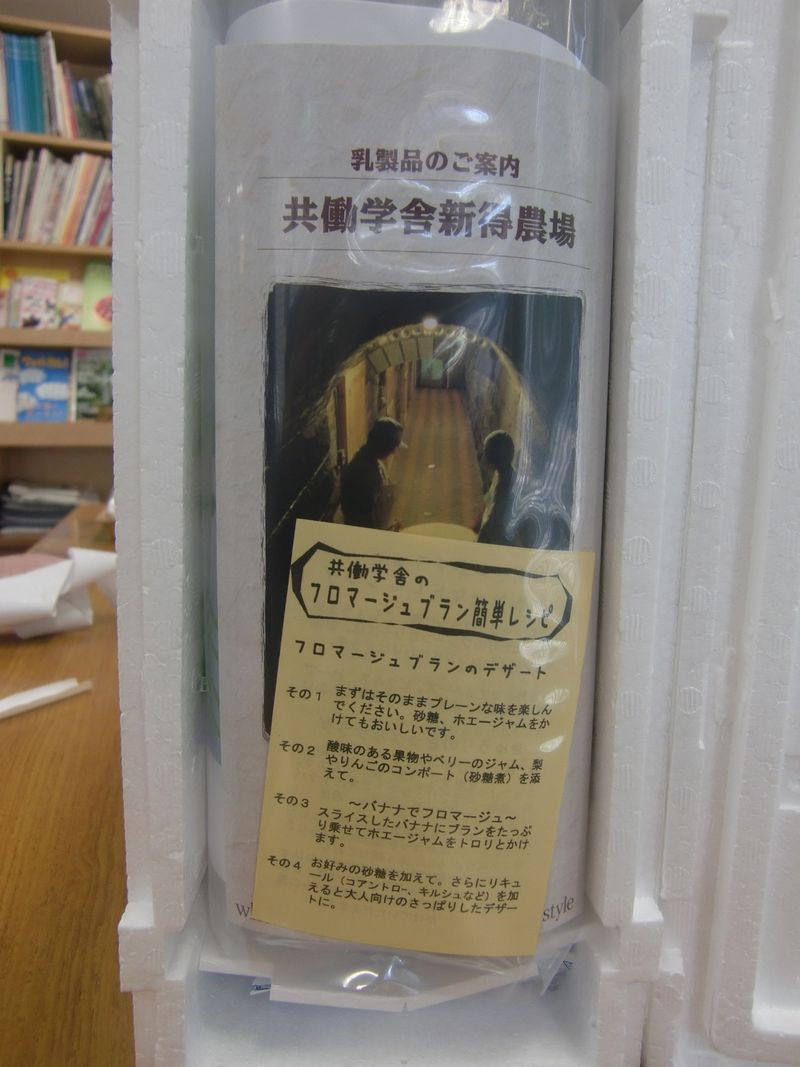 乳製品のご案内
共働学舎新得農場
共働学舎の
フロマージュブラン簡単レシピ
フロマージュブランのデザート
その1 まずはそのままプレーンな味を楽しん
でください。砂糖、ホエージャムをか
けてもおいしいです。
その2 酸味のある果物やベリーのジャム、梨
やりんごのコンポート（砂糖煮）を添
えて。
その3 ～バナナでフロマージュ～
スライスしたバナナにブランをたっぷ
り乗せてホエージャムをトロリとかけ
ます。
その4 お好みの砂糖を加えて。さらにリキュ
ール（コアントロー、キルシュなど）を加
えると大人向けのさっぱりしたデザー
トに。
style